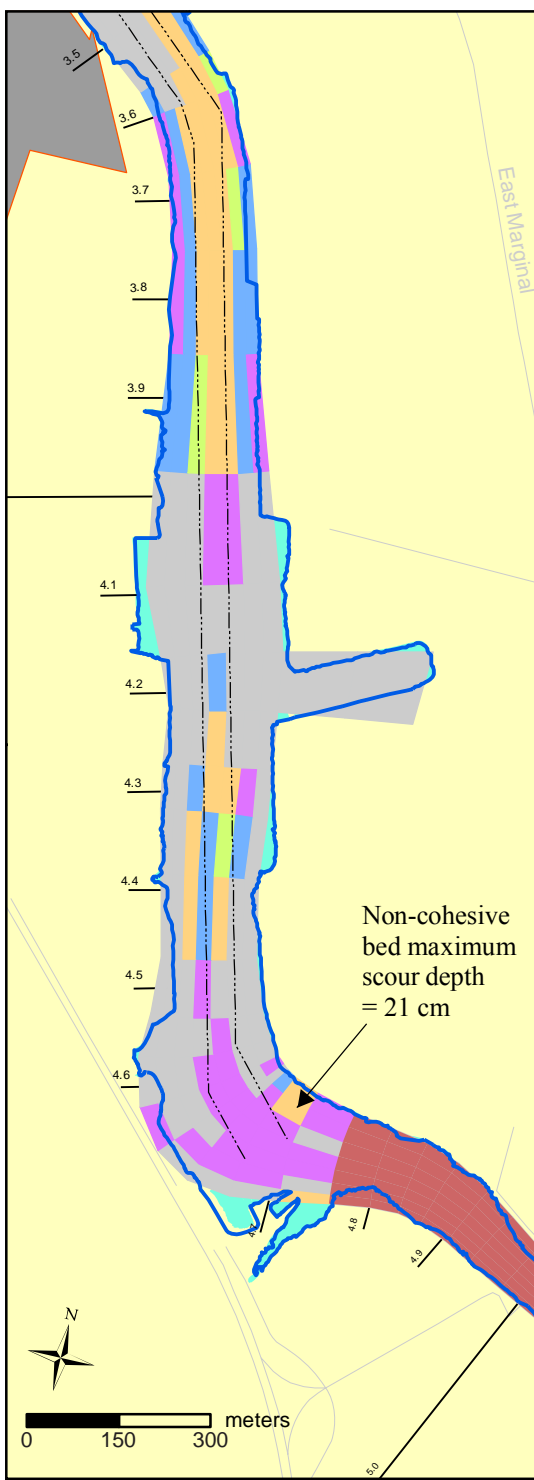 3.5
3.6
3.7
East Marginal
3.8
3.9
4.1
4.2
4.3
4.4
Non-cohesive
bed maximum
scour depth
= 21 cm
4.5
4.6
4.7
4.8
4.9
N
meters
0 150 300
5.0